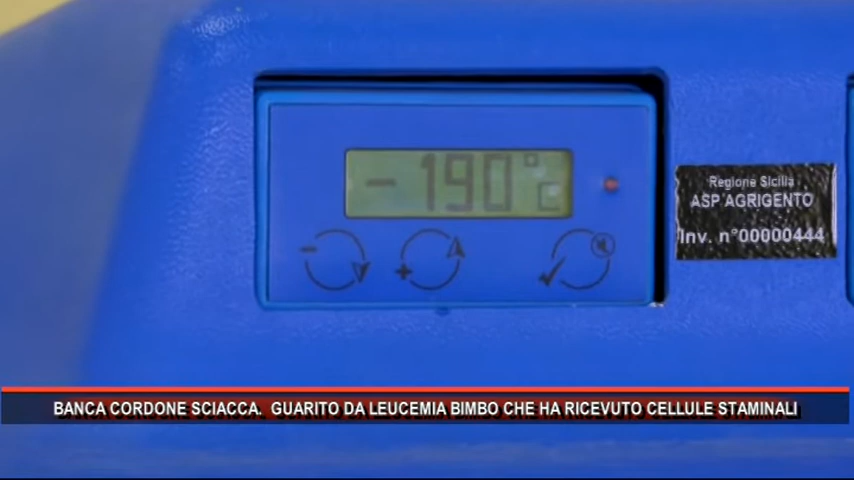 - 190°C
Regione Sicilia
ASP AGRIGENTO
Inv. n°00000444
- +
BANCA CORDONE SCIACCA. GUARITO DA LEUCEMIA BIMBO CHE HA RICEVUTO CELLULE STAMINALI